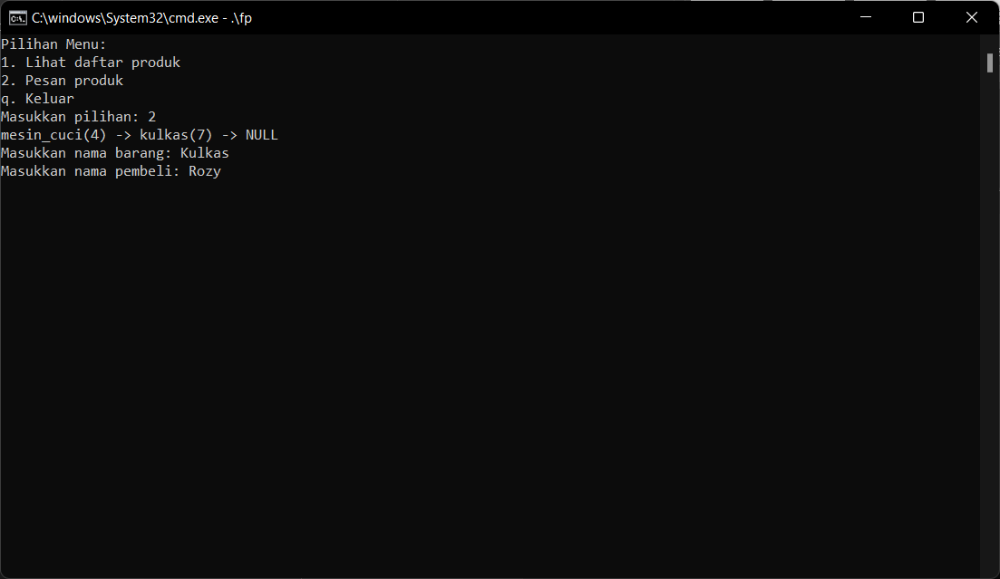 C:\windows\System32\cmd.exe - .\fp
Pilihan Menu:
1. Lihat daftar produk
2. Pesan produk
q. Keluar
Masukkan pilihan: 2
mesin_cuci(4) -> kulkas(7) -> NULL
Masukkan nama barang: Kulkas
Masukkan nama pembeli: Rozy